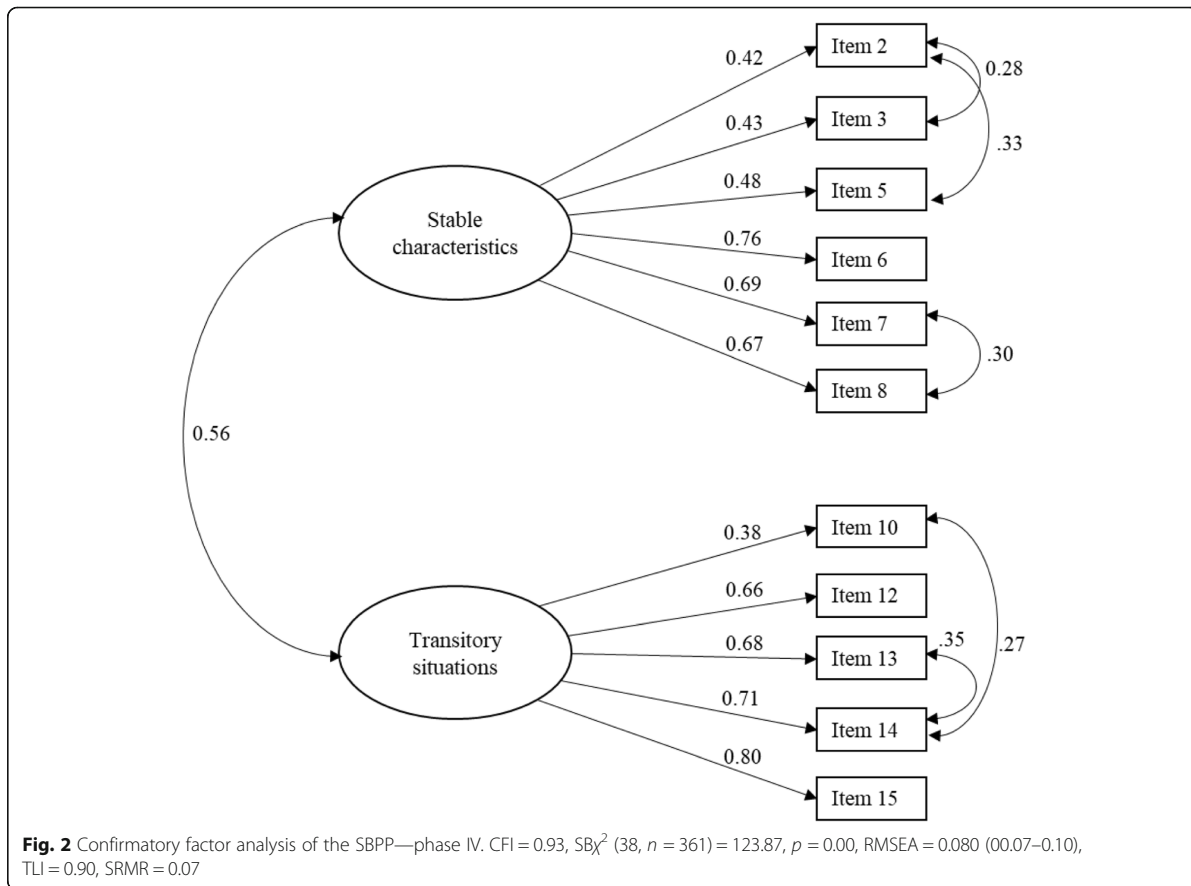 Item 2
0.42
0.28
Item 3
0.43
.33
0.48
Item 5
Stable
characteristics
0.76
Item 6
0.69
Item 7
0.67
.30
Item 8
0.56
Item 10
0.38
0.66
Item 12
Transitory
situations
0.68
Item 13
.35
.27
0.71
Item 14
0.80
Item 15
Fig. 2 Confirmatory factor analysis of the SBPP—phase IV. CFI = 0.93, SBχ² (38, n = 361) = 123.87, p = 0.00, RMSEA = 0.080 (00.07–0.10),
TLI = 0.90, SRMR = 0.07